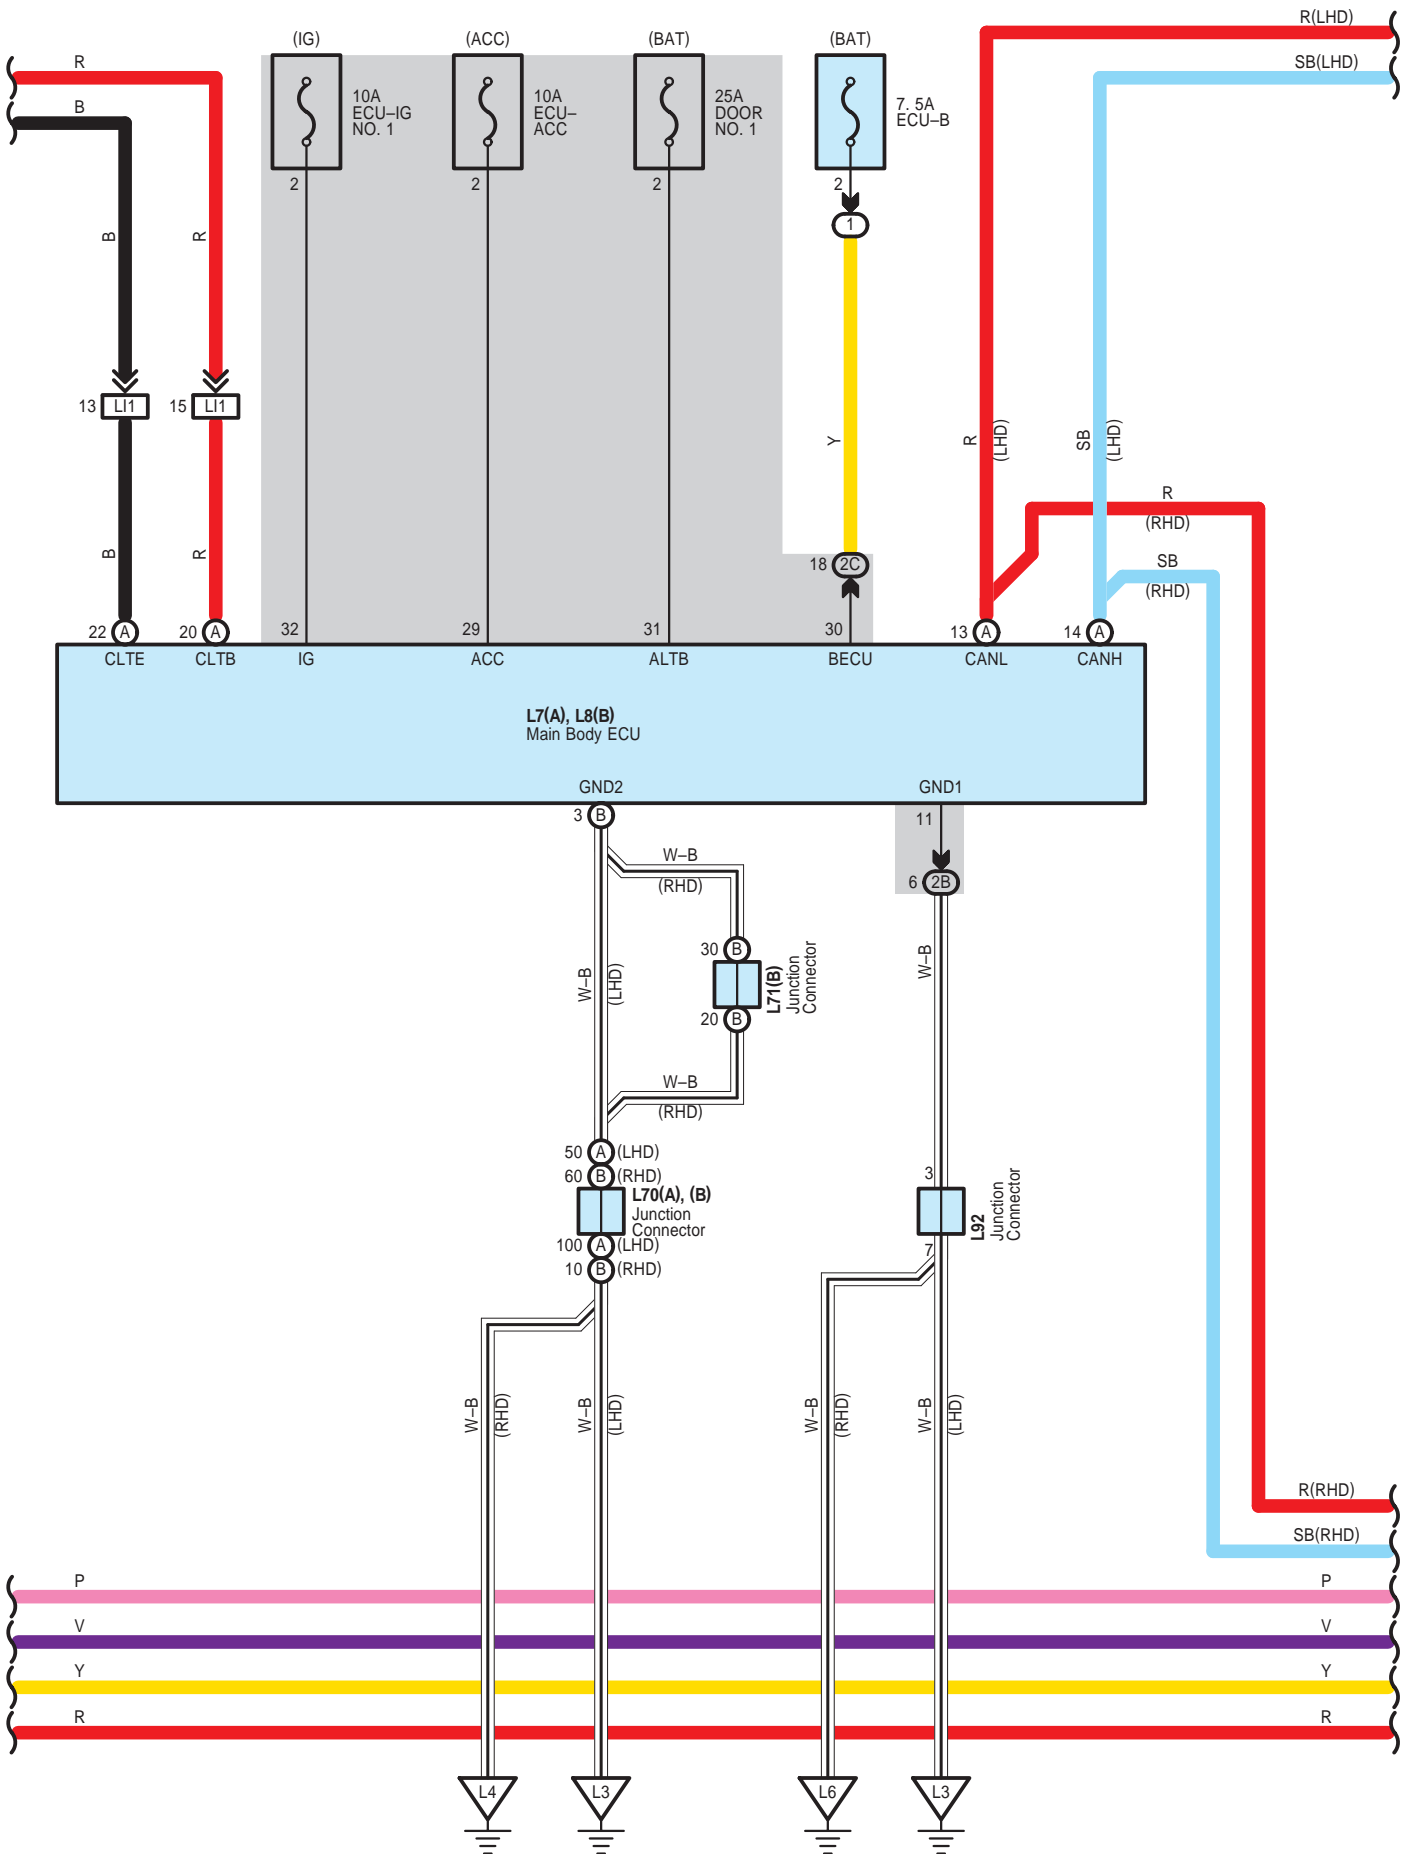 R(LHD)
SB(LHD)
(IG)
(ACC)
(BAT)
(BAT)
R
B
10A
ECU–IG
NO. 1
10A
ECU–
ACC
25A
DOOR
NO. 1
7. 5A
ECU–B
2
2
2
2
1
B
R
13 LI1
15 LI1
Y
R
(LHD)
SB
(LHD)
R
(RHD)
SB
(RHD)
B
R
18 2C
22 A
20 A
32
29
31
30
13 A
14 A
CLTE
CLTB
IG
ACC
ALTB
BECU
CANL
CANH
L7(A), L8(B)
Main Body ECU
GND2
GND1
3 B
11
6 2B
W–B
(RHD)
30 B
L71(B)
Junction
Connector
20 B
W–B
(LHD)
W–B
W–B
(RHD)
50 A (LHD)
60 B (RHD)
L70(A), (B)
Junction
Connector
100 A (LHD)
10 B (RHD)
3
L92
Junction
Connector
7
W–B
(RHD)
W–B
(LHD)
W–B
(RHD)
W–B
(LHD)
R(RHD)
SB(RHD)
P
P
V
V
Y
Y
R
R
L4
L3
L6
L3